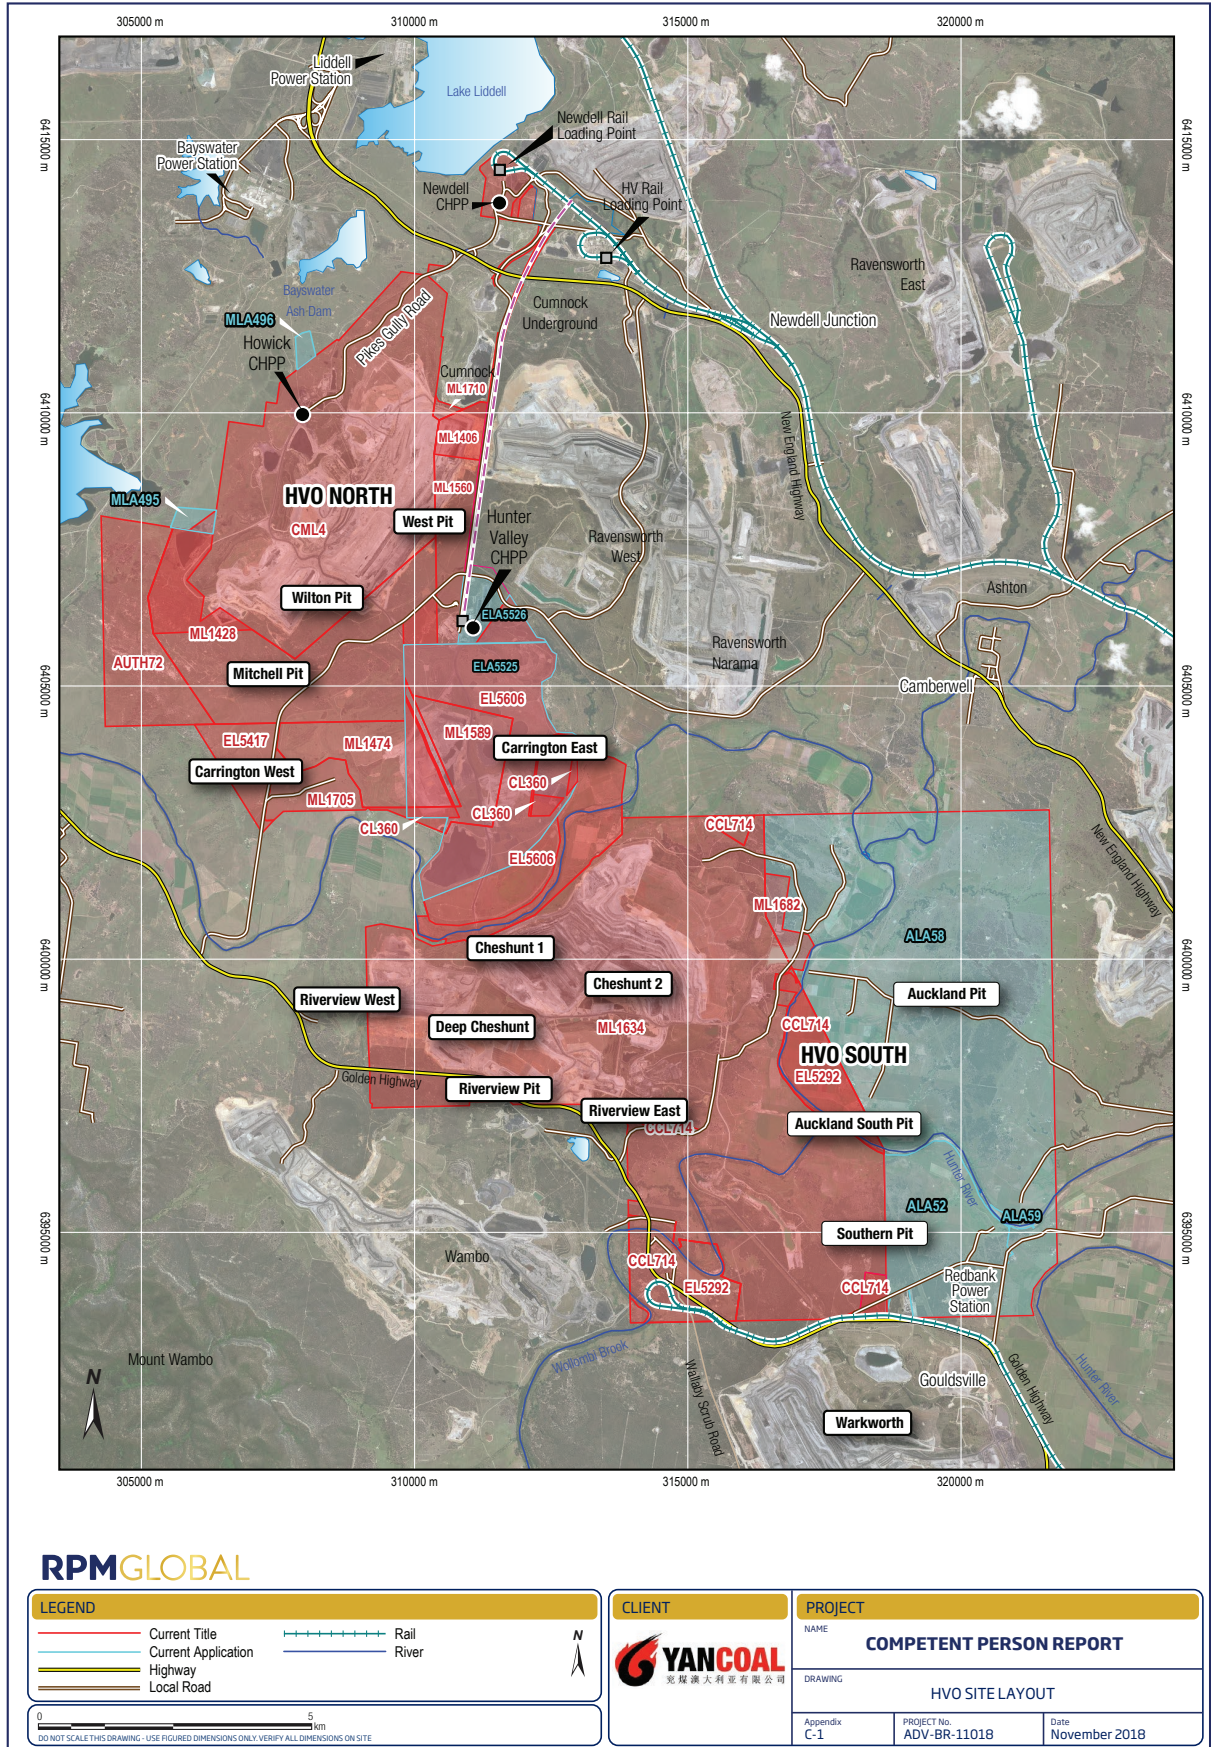 305000 m
310000 m
315000 m
320000 m
Liddell
Power Station
Lake Liddell
Newdell Rail
Loading Point
6415000 m
6415000 m
Bayswater
Power Station
Newdell
CHPP
HV Rail
Loading Point
Ravensworth
East
Bayswater
Ash Dam
MLA496
Howick
CHPP
Pikes Gully Road
Cumnock
Underground
Newdell Junction
Cumnock
ML1710
6410000 m
6410000 m
ML1406
New England Highway
MLA495
HVO NORTH
ML1560
CML4
West Pit
Hunter
Valley
CHPP
Ravensworth
West
Wilton Pit
Ashton
ELA5526
ML1428
AUTH72
Mitchell Pit
ELA5525
Ravensworth
Narama
6405000 m
6405000 m
EL5606
Camberwell
EL5417
ML1474
ML1589
Carrington East
Carrington West
CL360
ML1705
CL360
CL360
CCL714
New England Highway
EL5606
ML1682
ALA58
Cheshunt 1
6400000 m
6400000 m
Cheshunt 2
Riverview West
Auckland Pit
Deep Cheshunt
ML1634
CCL714
HVO SOUTH
EL5292
Golden Highway
Riverview Pit
Riverview East
CCL714
Auckland South Pit
Hunter River
ALA52
ALA59
6395000 m
6395000 m
Southern Pit
Wambo
CCL714
EL5292
CCL714
Redbank
Power
Station
Mount Wambo
N
Wollombi Brook
Wallaby Scrub Road
Gouldsville
Golden Highway
Hunter River
Warkworth
305000 m
310000 m
315000 m
320000 m
RPMGLOBAL
LEGEND
Current Title
Rail
Current Application
River
Highway
Local Road
N
0
5
km
DO NOT SCALE THIS DRAWING - USE FIGURED DIMENSIONS ONLY. VERIFY ALL DIMENSIONS ON SITE
CLIENT
YANCOAL
兖煤澳大利亚有限公司
PROJECT
NAME
COMPETENT PERSON REPORT
DRAWING
HVO SITE LAYOUT
Appendix
C-1
PROJECT No.
ADV-BR-11018
Date
November 2018